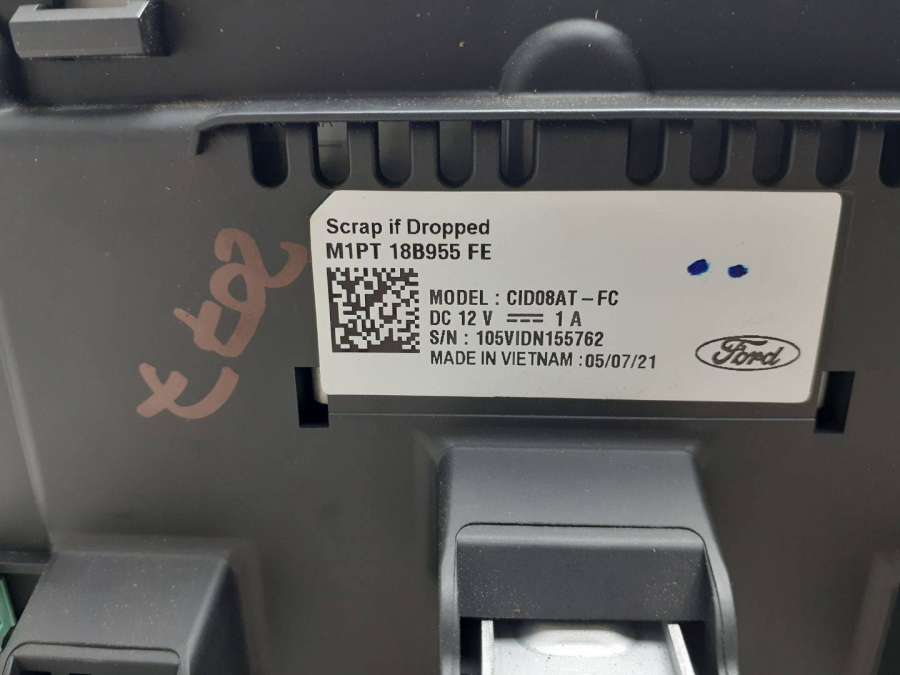 Scrap if Dropped
M1PT 18B955 FE
MODEL : CID08AT-FC
DC 12 V ⎓ 1 A
S/N : 105VIDN155762
MADE IN VIETNAM :05/07/21
Ford